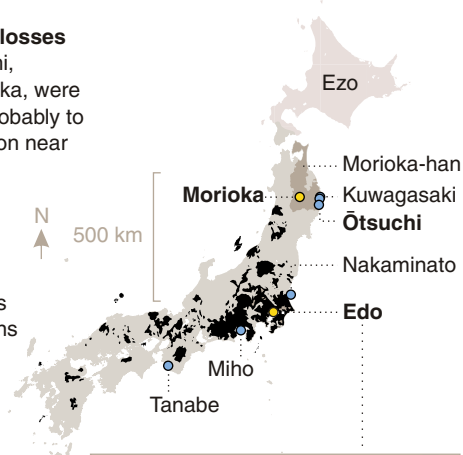 losses
ni,
ka, were
obably to
on near
Ezo
Morioka-han
Morioka
Kuwagasaki
Ōtsuchi
N
500 km
Nakaminato
s
ns
Edo
Miho
Tanabe